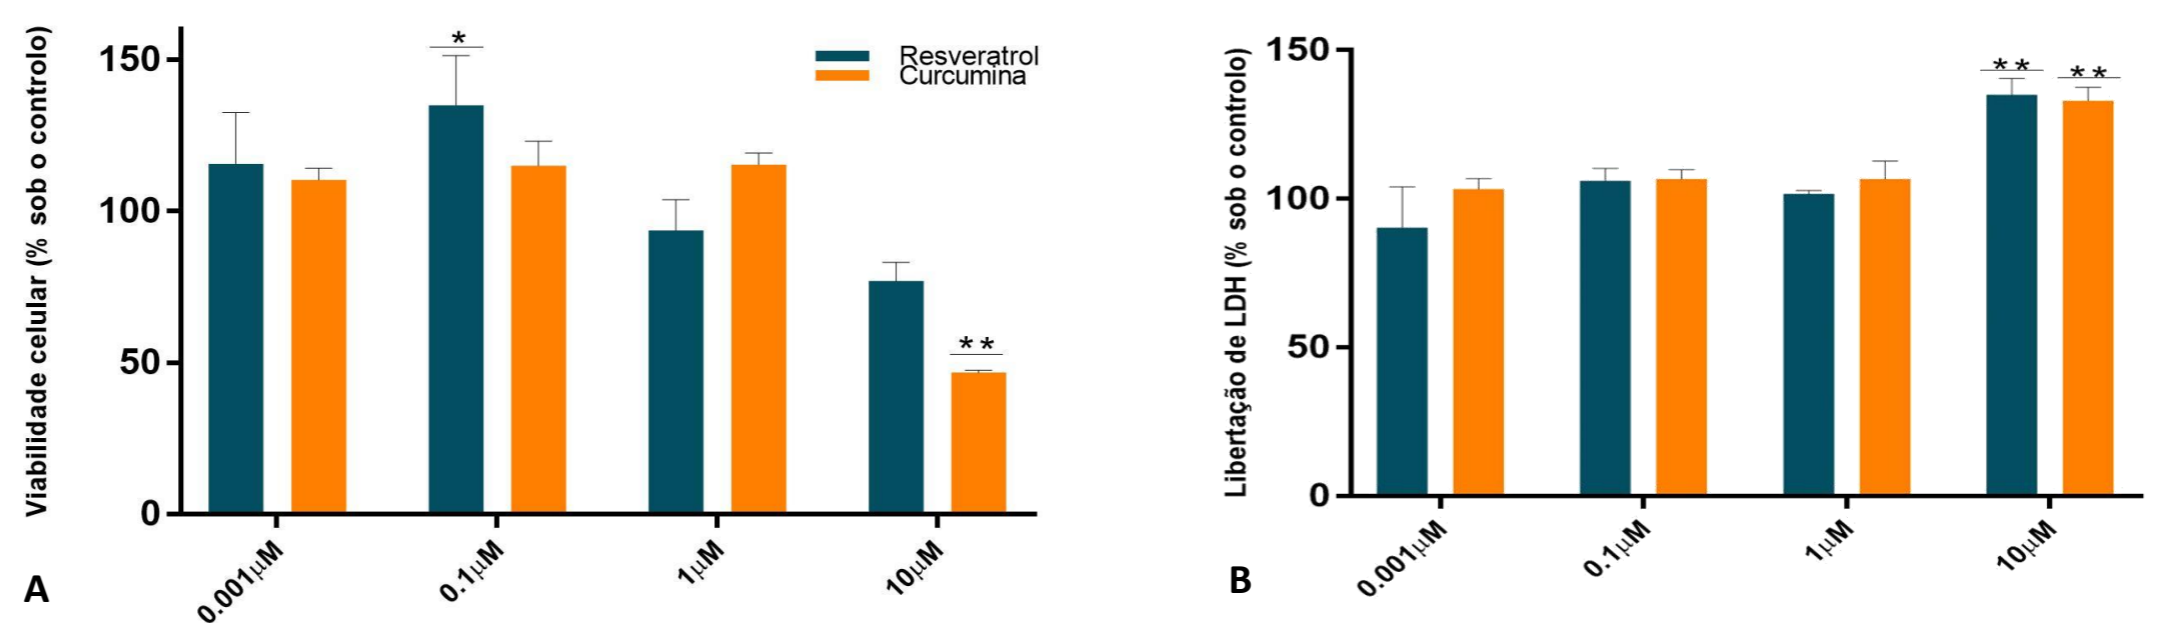 Viabilidade celular (% sob o controlo)
150
100
50
0
*
**
Resveratrol
Curcumina
0.001µM
0.1µM
1µM
10µM
A
Libertação de LDH (% sob o controlo)
150
100
50
0
**
**
0.001µM
0.1µM
1µM
10µM
B